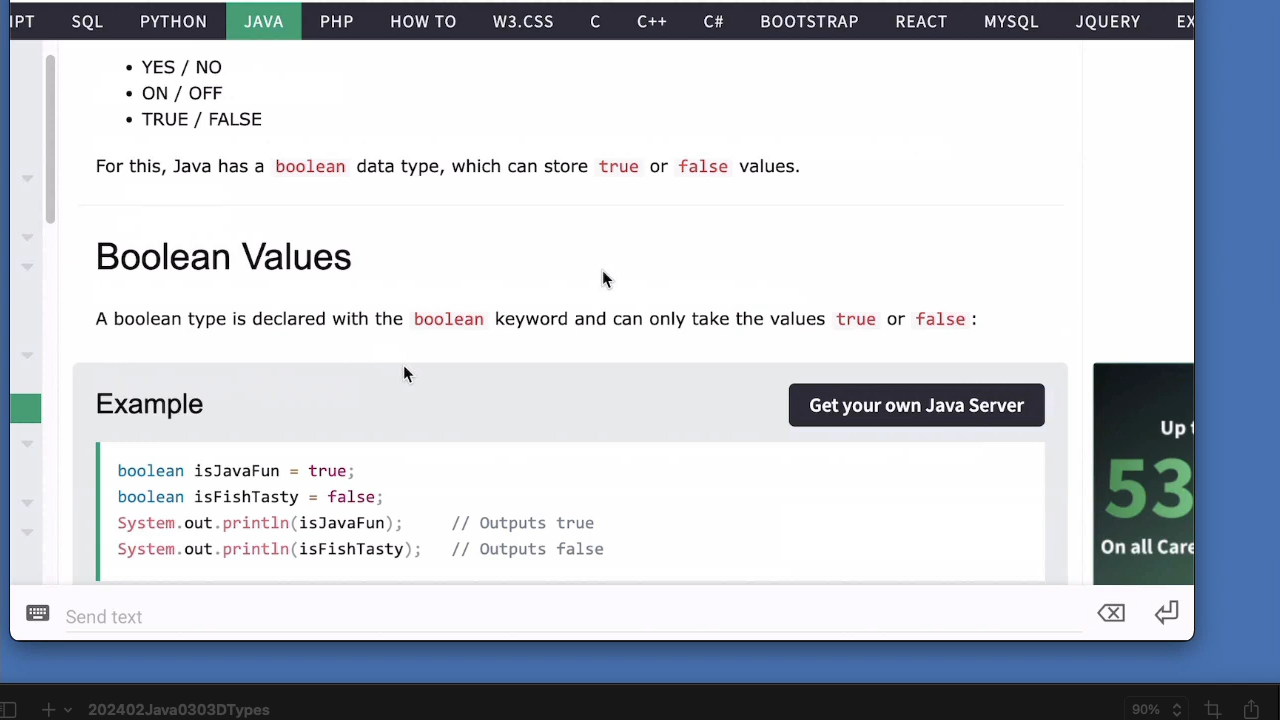 IPT SQL PYTHON JAVA PHP HOW TO W3.CSS C C++ C# BOOTSTRAP REACT MYSQL JQUERY EX
• YES / NO
• ON / OFF
• TRUE / FALSE
For this, Java has a boolean data type, which can store true or false values.
Boolean Values
A boolean type is declared with the boolean keyword and can only take the values true or false:
Example
Get your own Java Server
boolean isJavaFun = true;
boolean isFishTasty = false;
System.out.println(isJavaFun); // Outputs true
System.out.println(isFishTasty); // Outputs false
Up t
53
On all Care
Send text
202402Java0303DTypes
90%